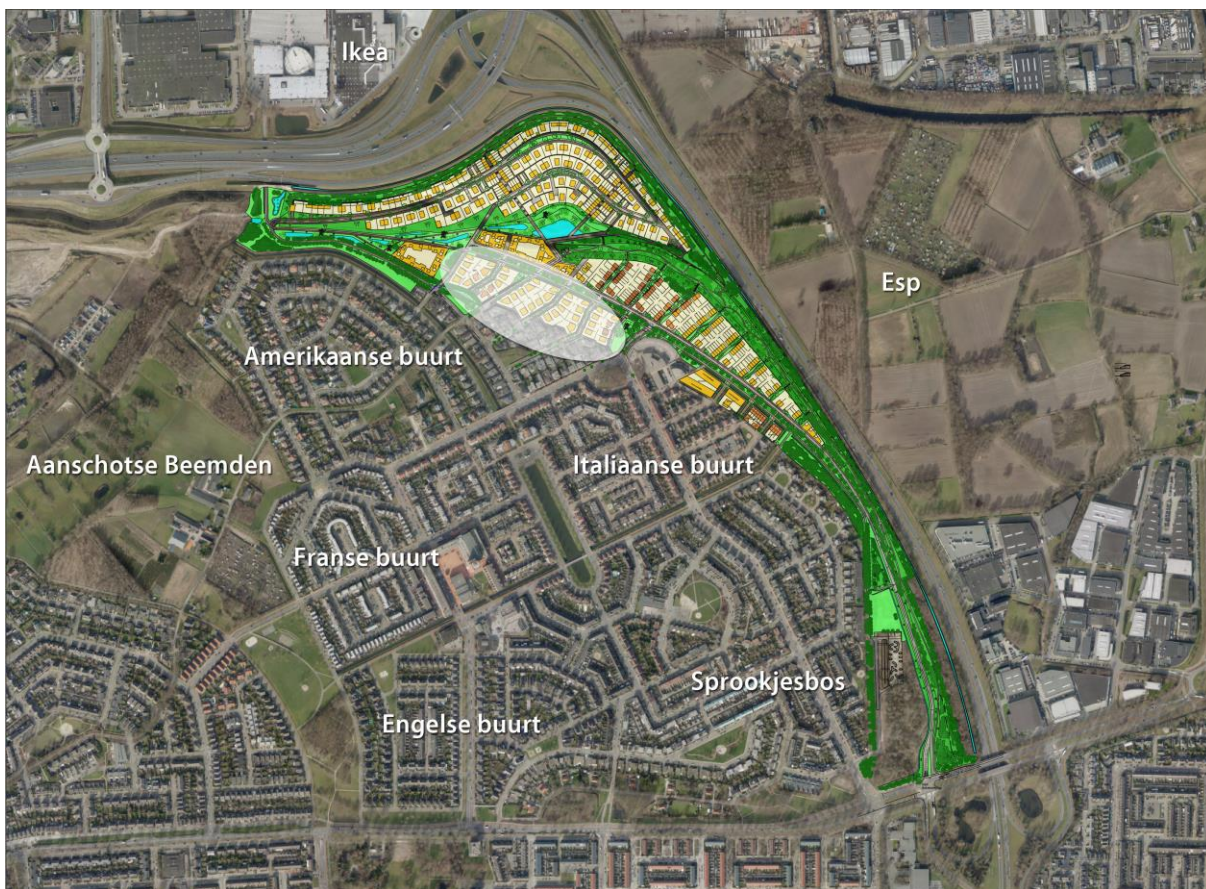 Ikea
Esp
Amerikaanse buurt
Aanschotse Beemden
Italiaanse buurt
Franse buurt
Sprookjesbos
Engelse buurt